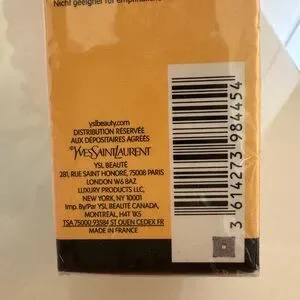 Nicht geeignet für empfindliche
yslbeauty.com
DISTRIBUTION RÉSERVÉE
AUX DÉPOSITAIRES AGRÉÉS
©YVESSAINTLAURENT
YSL BEAUTÉ
281, RUE SAINT HONORÉ, 75008 PARIS
LONDON W6 8AZ
LUXURY PRODUCTS LLC,
NEW YORK, NY 10001
Imp. By/Par YSL BEAUTÉ CANADA,
MONTRÉAL, H4T 1K5
TSA 75000 93584 ST OUEN CEDEX FR
MADE IN FRANCE
3 614273 984454